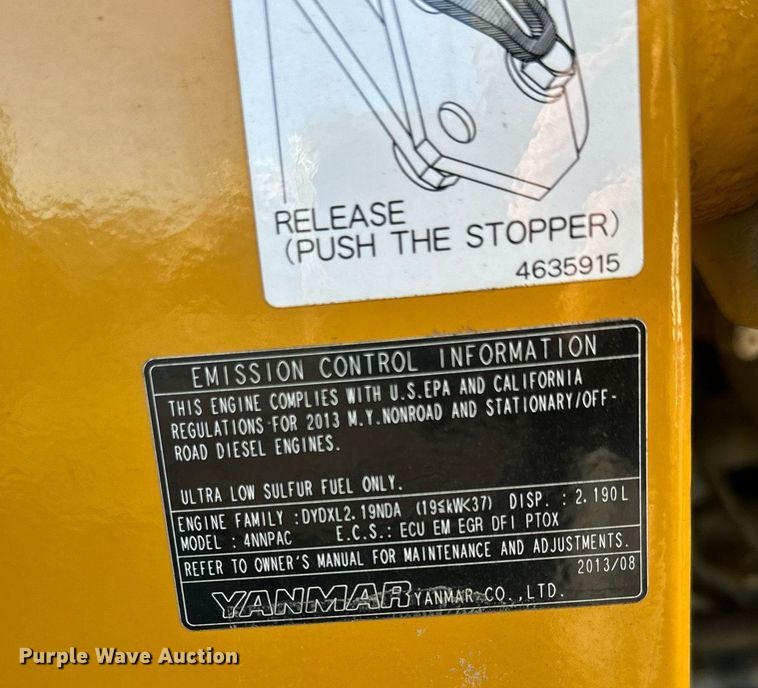 RELEASE
(PUSH THE STOPPER)
4635915
EMISSION CONTROL INFORMATION
THIS ENGINE COMPLIES WITH U.S.EPA AND CALIFORNIA
REGULATIONS FOR 2013 M.Y.NONROAD AND STATIONARY/OFF-
ROAD DIESEL ENGINES.
ULTRA LOW SULFUR FUEL ONLY.
ENGINE FAMILY :DYDXL2.19NDA (19≤kW<37) DISP. :2.190L
MODEL : 4NNPAC E.C.S.: ECU EM EGR DFI PTOX
REFER TO OWNER'S MANUAL FOR MAINTENANCE AND ADJUSTMENTS.
2013/08
YANMAR YANMAR CO.,LTD.
Purple Wave Auction